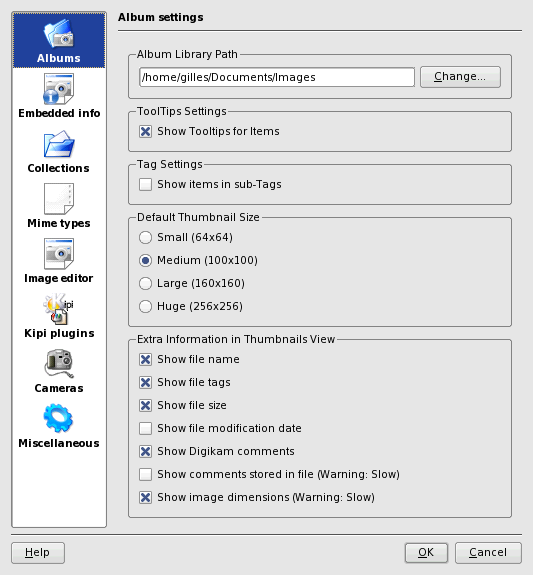 Albums
Embedded info
Collections
Mime types
Image editor
Kipi
Kipi plugins
Cameras
Miscellaneous
Album settings
Album Library Path
/home/gilles/Documents/Images
Change...
ToolTips Settings
Show Tooltips for Items
Tag Settings
Show items in sub-Tags
Default Thumbnail Size
Small (64x64)
Medium (100x100)
Large (160x160)
Huge (256x256)
Extra Information in Thumbnails View
Show file name
Show file tags
Show file size
Show file modification date
Show Digikam comments
Show comments stored in file (Warning: Slow)
Show image dimensions (Warning: Slow)
Help
OK
Cancel